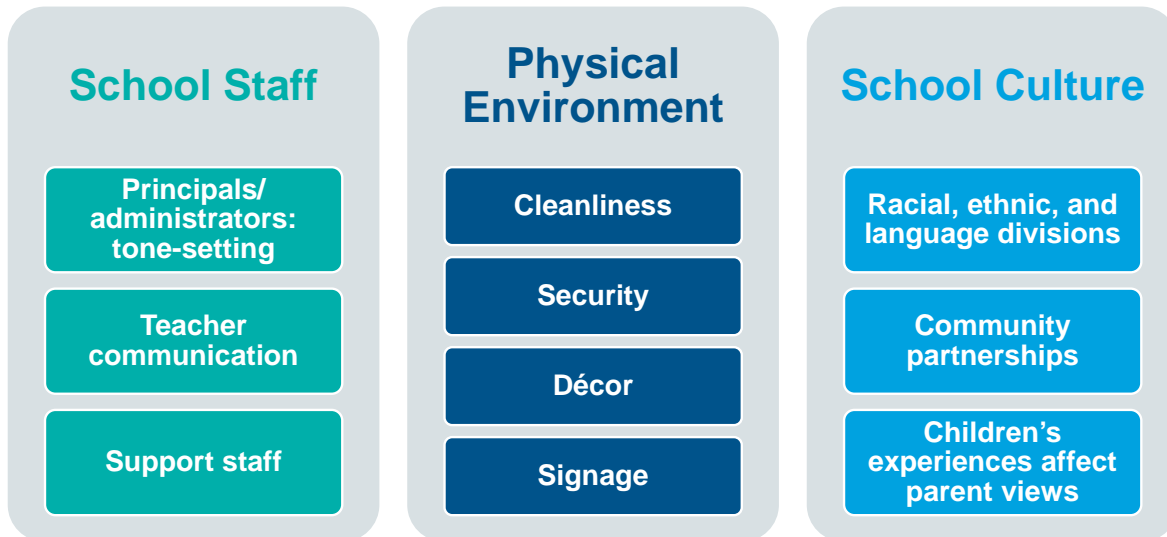 School Staff
Principals/
administrators:
tone-setting
Teacher
communication
Support staff
Physical
Environment
Cleanliness
Security
Décor
Signage
School Culture
Racial, ethnic, and
language divisions
Community
partnerships
Children’s
experiences affect
parent views